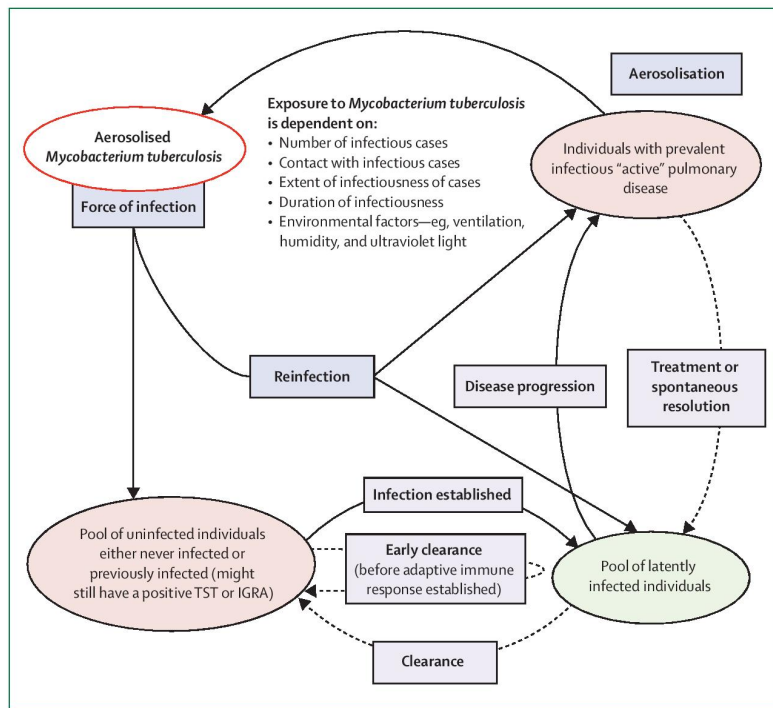 Aerosolisation
Exposure to Mycobacterium tuberculosis
is dependent on:
• Number of infectious cases
• Contact with infectious cases
• Extent of infectiousness of cases
• Duration of infectiousness
• Environmental factors—eg, ventilation,
humidity, and ultraviolet light
Aerosolised
Mycobacterium tuberculosis
Force of infection
Individuals with prevalent
infectious “active” pulmonary
disease
Reinfection
Disease progression
Treatment or
spontaneous
resolution
Infection established
Pool of uninfected individuals
either never infected or
previously infected (might
still have a positive TST or IGRA)
Early clearance
(before adaptive immune
response established)
Pool of latently
infected individuals
Clearance